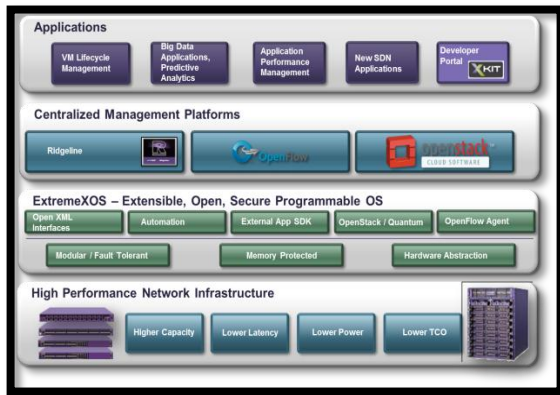 Applications
VM Lifecycle
Management
Big Data
Applications,
Predictive
Analytics
Application
Performance
Management
New SDN
Applications
Developer
Portal
XKIT
Centralized Management Platforms
Ridgeline
OpenFlow
openstack
CLOUD SOFTWARE
ExtremeXOS – Extensible, Open, Secure Programmable OS
Open XML
Interfaces
Automation
External App SDK
OpenStack / Quantum
OpenFlow Agent
Modular / Fault Tolerant
Memory Protected
Hardware Abstraction
High Performance Network Infrastructure
Higher Capacity
Lower Latency
Lower Power
Lower TCO